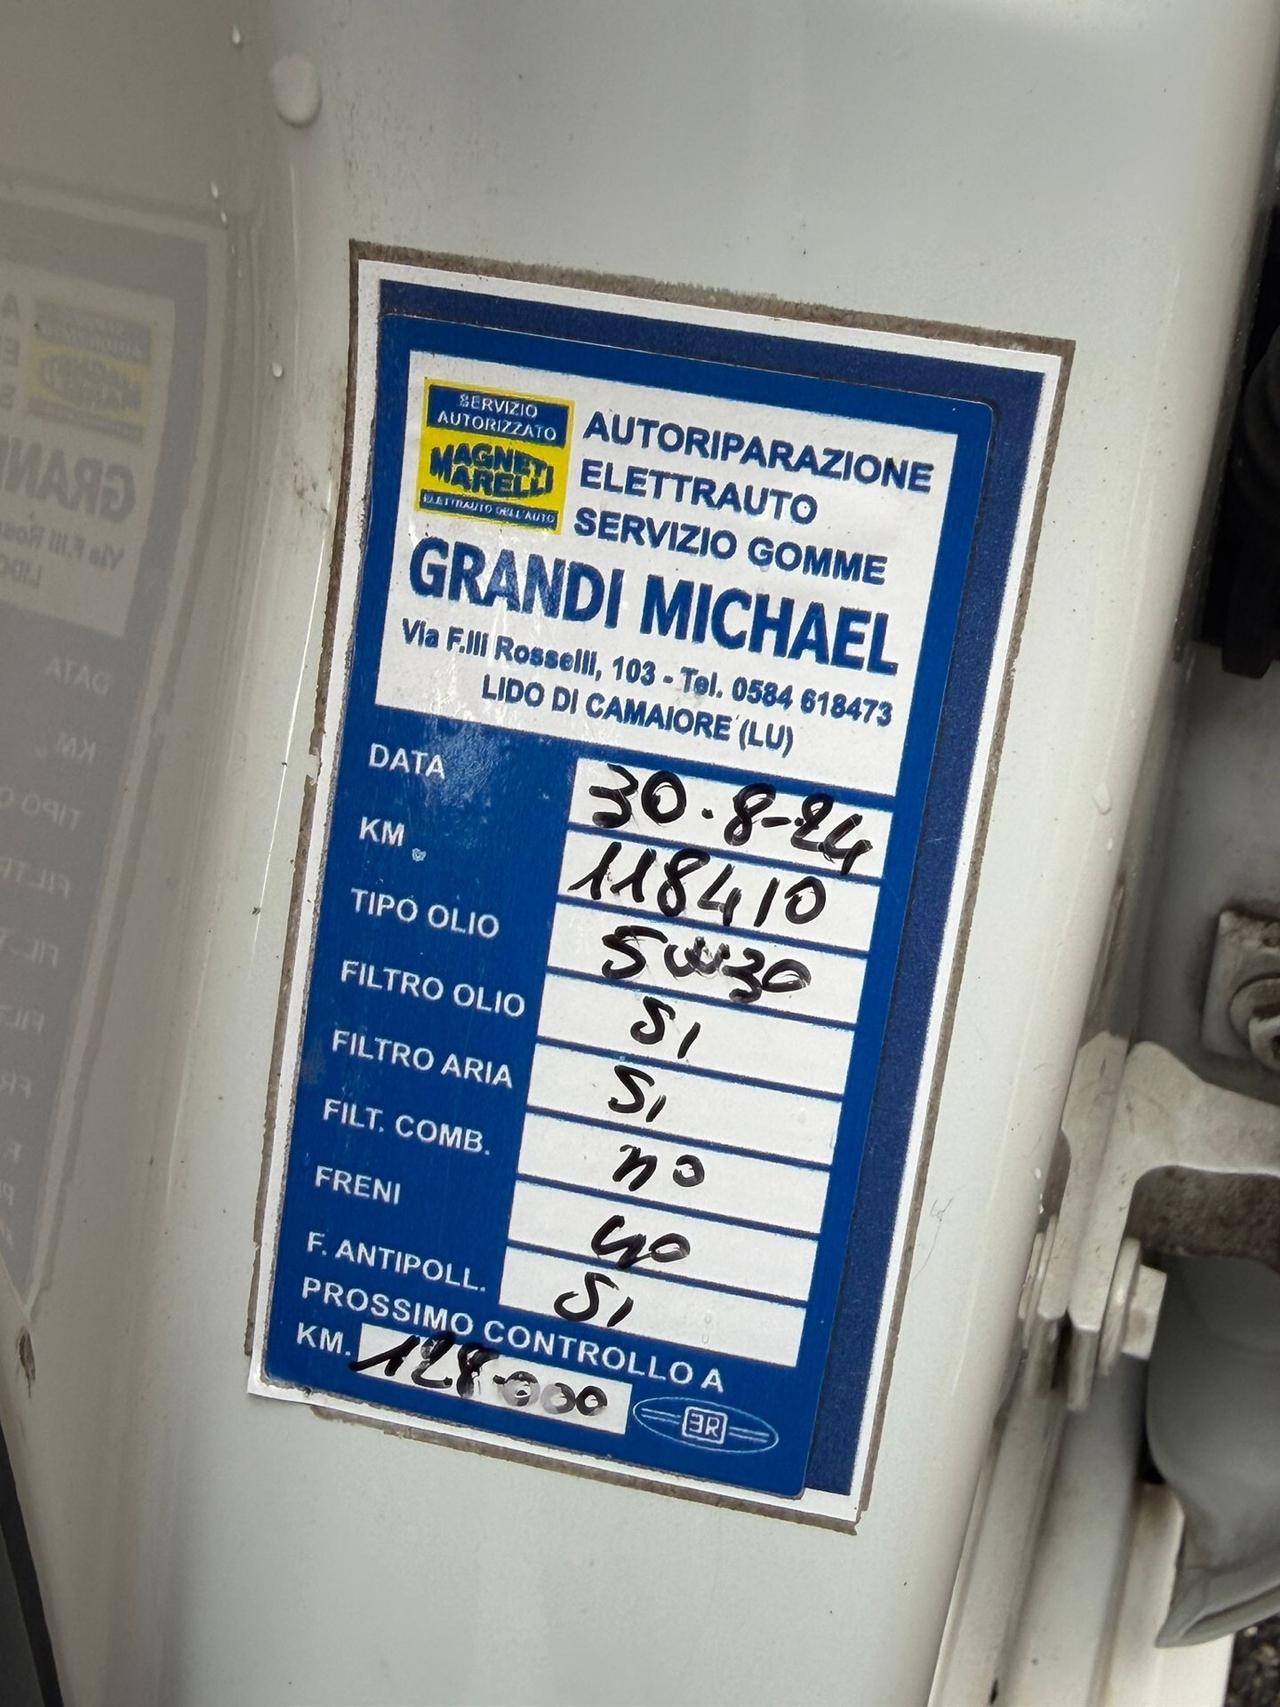 SERVIZIO
AUTORIZZATO
MAGNETI
MARELLI
ELETTRAUTO DELL'AUTO
AUTORIPARAZIONE
ELETTRAUTO
SERVIZIO GOMME
GRANDI MICHAEL
Via F.lli Rosselli, 103 - Tel. 0584 618473
LIDO DI CAMAIORE (LU)
DATA 30.8-24
KM 118410
TIPO OLIO 5W30
FILTRO OLIO SI
FILTRO ARIA SI
FILT. COMB. no
FRENI no
F. ANTIPOLL. SI
PROSSIMO CONTROLLO A
KM. 128.000